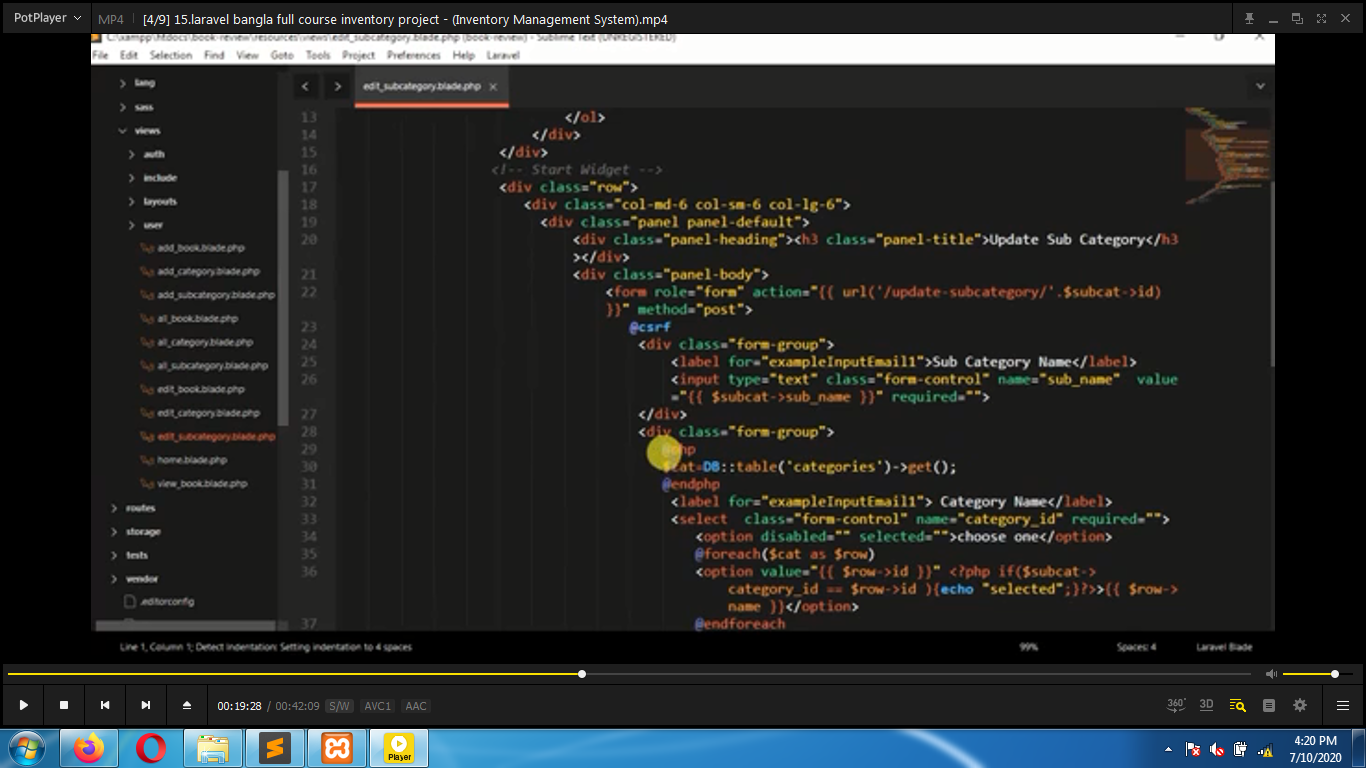 PotPlayer
MP4
[4/9] 15.laravel bangla full course inventory project - (Inventory Management System).mp4
C:\xampp\htdocs\book-review\resources\views\edit_subcategory.blade.php (book-review) - Sublime Text (UNREGISTERED)
File Edit Selection Find View Goto Tools Project Preferences Help Laravel
lang
sass
views
auth
include
layouts
user
add_book.blade.php
add_category.blade.php
add_subcategory.blade.php
all_book.blade.php
all_category.blade.php
all_subcategory.blade.php
edit_book.blade.php
edit_category.blade.php
edit_subcategory.blade.php
home.blade.php
view_book.blade.php
routes
storage
tests
vendor
.editorconfig
edit_subcategory.blade.php
13 </ol>
14 </div>
15 </div>
16 <!-- Start Widget -->
17 <div class="row">
18 <div class="col-md-6 col-sm-6 col-lg-6">
19 <div class="panel panel-default">
20 <div class="panel-heading"><h3 class="panel-title">Update Sub Category</h3
></div>
21 <div class="panel-body">
22 <form role="form" action="{{ url('/update-subcategory/'.$subcat->id)
}}" method="post">
23 @csrf
24 <div class="form-group">
25 <label for="exampleInputEmail1">Sub Category Name</label>
26 <input type="text" class="form-control" name="sub_name" value
="{{ $subcat->sub_name }}" required="">
27 </div>
28 <div class="form-group">
29 @php
30 $cat=DB::table('categories')->get();
31 @endphp
32 <label for="exampleInputEmail1"> Category Name</label>
33 <select class="form-control" name="category_id" required="">
34 <option disabled="" selected="">choose one</option>
35 @foreach($cat as $row)
36 <option value="{{ $row->id }}" <?php if($subcat->
category_id == $row->id ){echo "selected";}?>>{{ $row->
name }}</option>
37 @endforeach
Line 1, Column 1; Detect Indentation: Setting indentation to 4 spaces
99%
Spaces: 4
Laravel Blade
00:19:28 / 00:42:09 S/W AVC1 AAC
360°
3D
Player
4:20 PM
7/10/2020